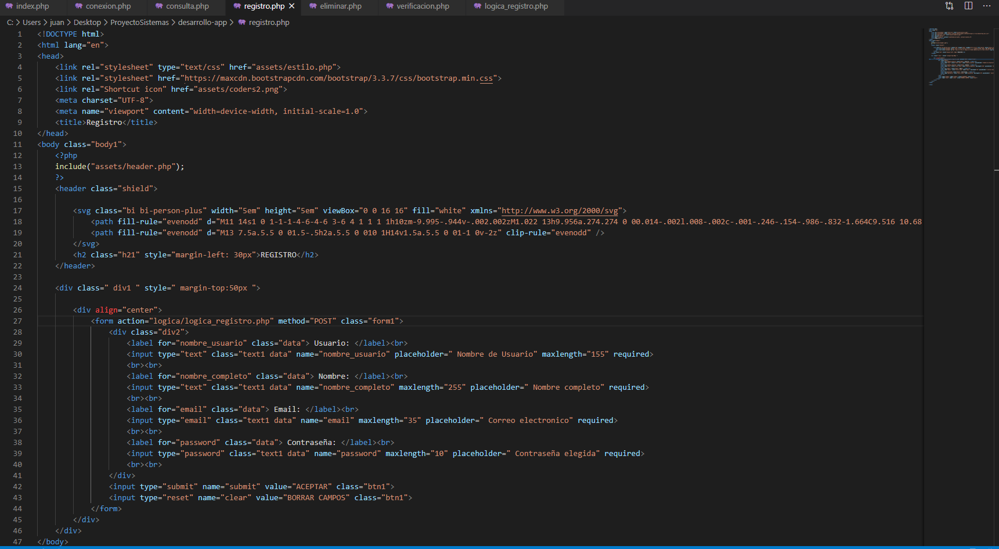 index.php conexion.php consulta.php registro.php eliminar.php verificacion.php logica_registro.php
C: > Users > juan > Desktop > ProyectoSistemas > desarrollo-app > registro.php
1 <!DOCTYPE html>
2 <html lang="en">
3 <head>
4 <link rel="stylesheet" type="text/css" href="assets/estilo.php">
5 <link rel="stylesheet" href="https://maxcdn.bootstrapcdn.com/bootstrap/3.3.7/css/bootstrap.min.css">
6 <link rel="Shortcut icon" href="assets/coders2.png">
7 <meta charset="UTF-8">
8 <meta name="viewport" content="width=device-width, initial-scale=1.0">
9 <title>Registro</title>
10 </head>
11 <body class="body1">
12 <?php
13 include("assets/header.php");
14 ?>
15 <header class="shield">
16
17 <svg class="bi bi-person-plus" width="5em" height="5em" viewBox="0 0 16 16" fill="white" xmlns="http://www.w3.org/2000/svg">
18 <path fill-rule="evenodd" d="M11 14s1 0 1-1-1-4-6-4-6 3-6 4 1 1 1 1h10zm-9.995-.944v-.002.002zM1.022 13h9.956a.274.274 0 00.014-.002l.008-.002c-.001-.246-.154-.986-.832-1.664C9.516 10.68
19 <path fill-rule="evenodd" d="M13 7.5a.5.5 0 01.5-.5h2a.5.5 0 010 1H14v1.5a.5.5 0 01-1 0v-2z" clip-rule="evenodd" />
20 </svg>
21 <h2 class="h21" style="margin-left: 30px">REGISTRO</h2>
22 </header>
23
24 <div class=" div1 " style=" margin-top:50px ">
25
26 <div align="center">
27 <form action="logica/logica_registro.php" method="POST" class="form1">
28 <div class="div2">
29 <label for="nombre_usuario" class="data"> Usuario: </label><br>
30 <input type="text" class="text1 data" name="nombre_usuario" placeholder=" Nombre de Usuario" maxlength="155" required>
31 <br><br>
32 <label for="nombre_completo" class="data"> Nombre: </label><br>
33 <input type="text" class="text1 data" name="nombre_completo" maxlength="255" placeholder=" Nombre completo" required>
34 <br><br>
35 <label for="email" class="data"> Email: </label><br>
36 <input type="email" class="text1 data" name="email" maxlength="35" placeholder=" Correo electronico" required>
37 <br><br>
38 <label for="password" class="data"> Contraseña: </label><br>
39 <input type="password" class="text1 data" name="password" maxlength="10" placeholder=" Contraseña elegida" required>
40 <br><br>
41 </div>
42 <input type="submit" name="submit" value="ACEPTAR" class="btn1">
43 <input type="reset" name="clear" value="BORRAR CAMPOS" class="btn1">
44 </form>
45 </div>
46 </div>
47 </body>